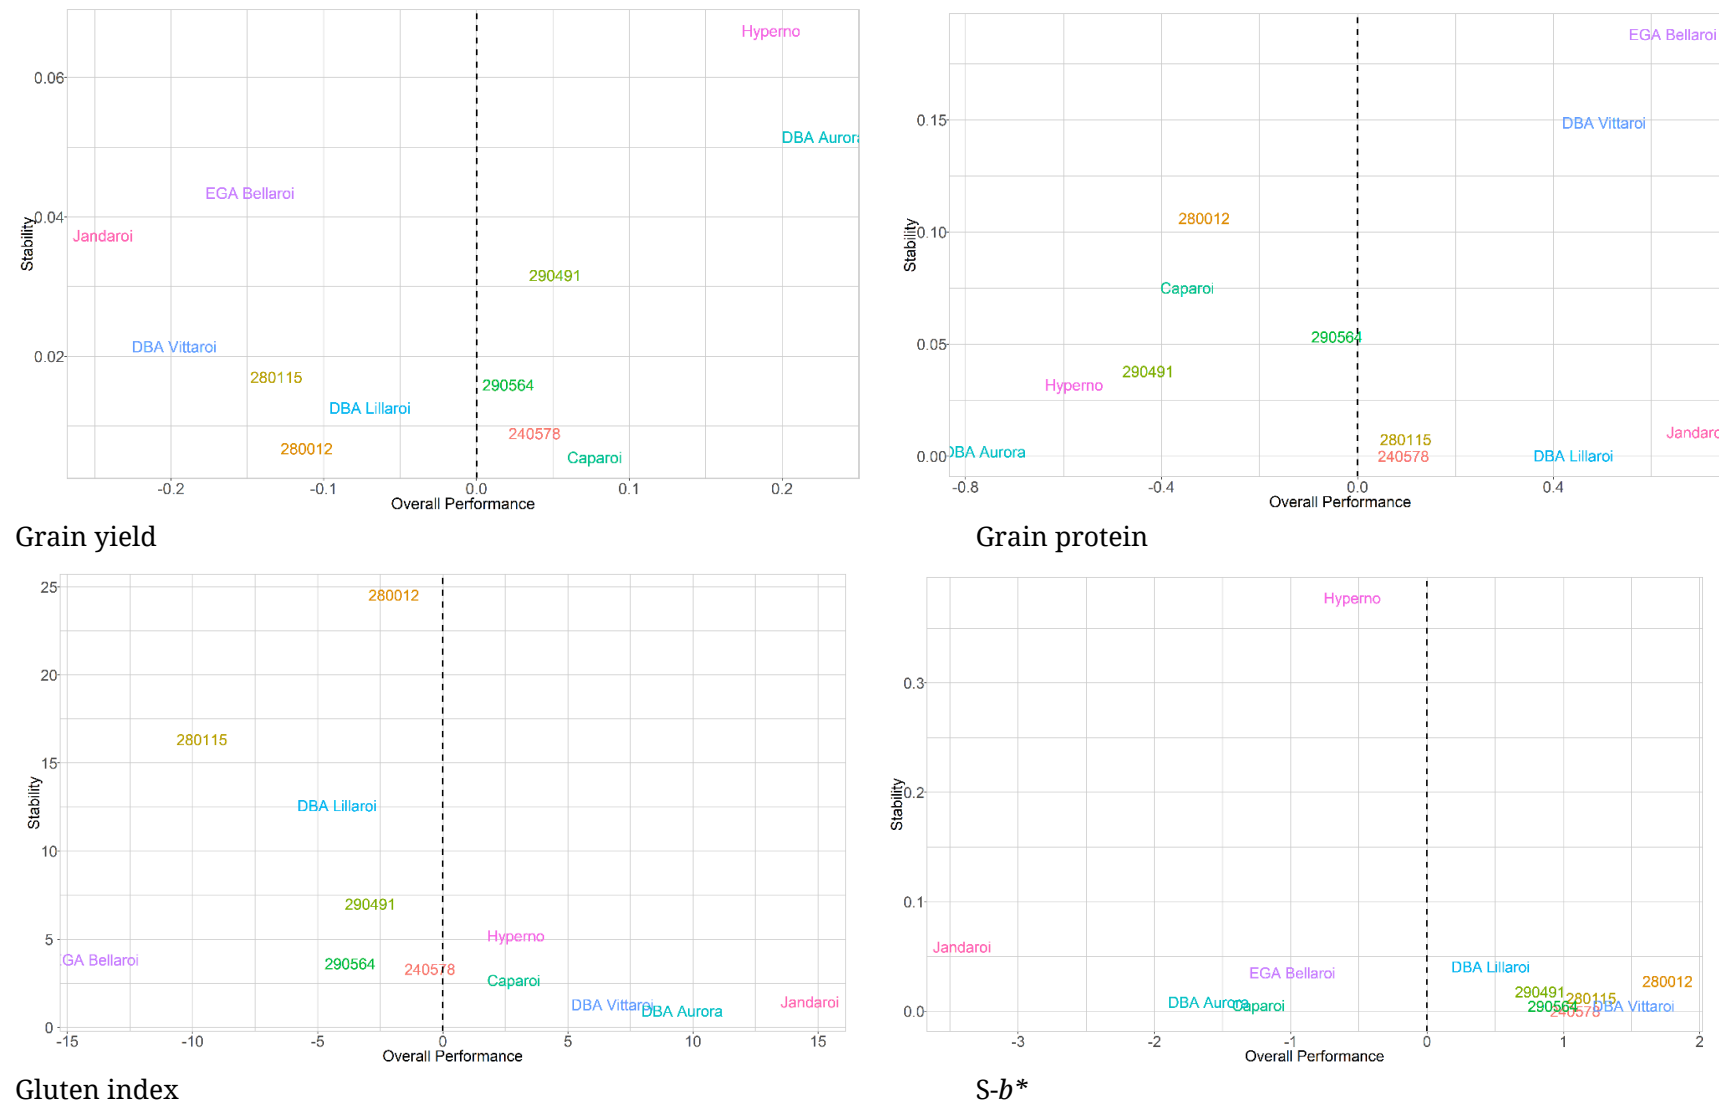 Hyperno
0.06
DBA Aurora
EGA Bellaroi
0.04
Jandaroi
Stability
290491
0.02
DBA Vittaroi
280115
290564
DBA Lillaroi
240578
280012
Caparoi
-0.2 -0.1 0.0 0.1 0.2
Overall Performance
Grain yield
EGA Bellaroi
0.15
DBA Vittaroi
280012
0.10
Stability
Caparoi
290564
0.05
290491
Hyperno
Jandaro
280115
DBA Aurora
0.00
240578
DBA Lillaroi
-0.8 -0.4 0.0 0.4
Overall Performance
Grain protein
25
280012
20
280115
15
Stability
DBA Lillaroi
10
290491
5
Hyperno
GA Bellaroi
290564
240578
Caparoi
DBA Vittaroi
DBA Aurora
Jandaroi
0
-15 -10 -5 0 5 10 15
Overall Performance
Gluten index
Hyperno
0.3
0.2
Stability
0.1
Jandaroi
EGA Bellaroi
DBA Lillaroi
280012
290491
280115
DBA Aurora
Caparoi
290564
240578
DBA Vittaroi
0.0
-3 -2 -1 0 1 2
Overall Performance
S-b*